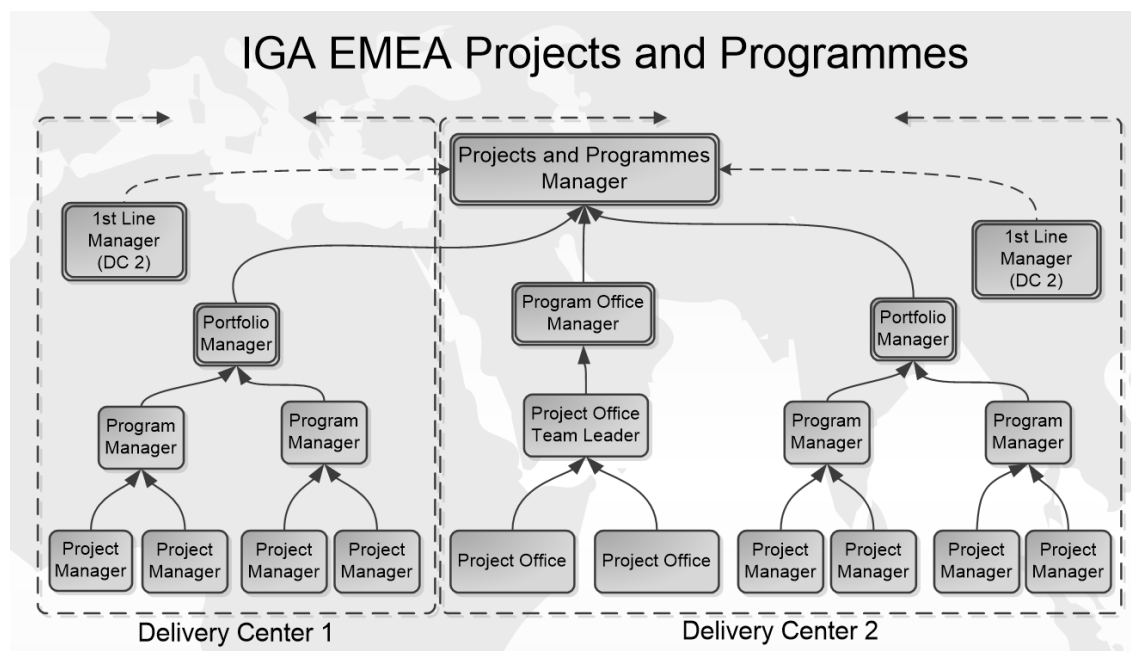 IGA EMEA Projects and Programmes
Projects and Programmes
Manager
1st Line
Manager
(DC 2)
1st Line
Manager
(DC 2)
Portfolio
Manager
Program Office
Manager
Portfolio
Manager
Program
Manager
Program
Manager
Project Office
Team Leader
Program
Manager
Program
Manager
Project
Manager
Project
Manager
Project
Manager
Project
Manager
Project Office
Project Office
Project
Manager
Project
Manager
Project
Manager
Project
Manager
Delivery Center 1
Delivery Center 2